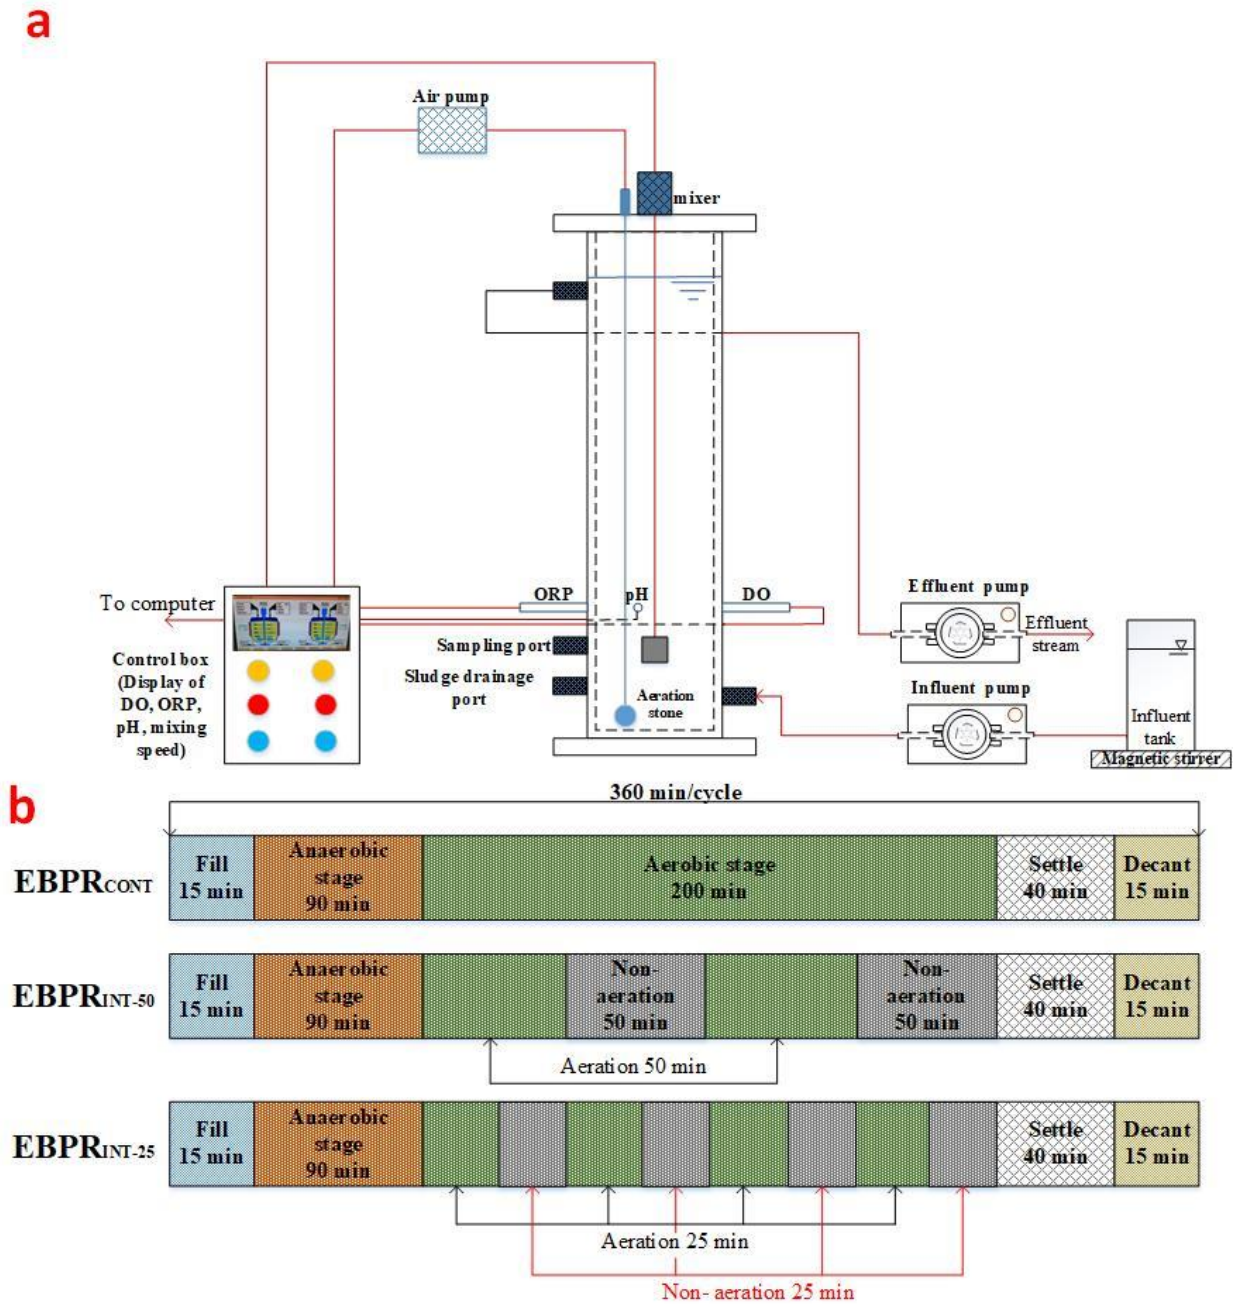 a
Air pump
mixer
ORP
pH
DO
To computer
Control box
(Display of
DO, ORP,
pH, mixing
speed)
Sampling port
Sludge drainage
port
Aeration
stone
Effluent pump
Effluent
stream
Influent pump
Influent
tank
Magnetic stirrer
b
360 min/cycle
EBPRCONT
Fill
15 min
Anaerobic
stage
90 min
Aerobic stage
200 min
Settle
40 min
Decant
15 min
EBPRINT-50
Fill
15 min
Anaerobic
stage
90 min
Non-
aeration
50 min
Non-
aeration
50 min
Settle
40 min
Decant
15 min
Aeration 50 min
EBPRINT-25
Fill
15 min
Anaerobic
stage
90 min
Settle
40 min
Decant
15 min
Aeration 25 min
Non- aeration 25 min